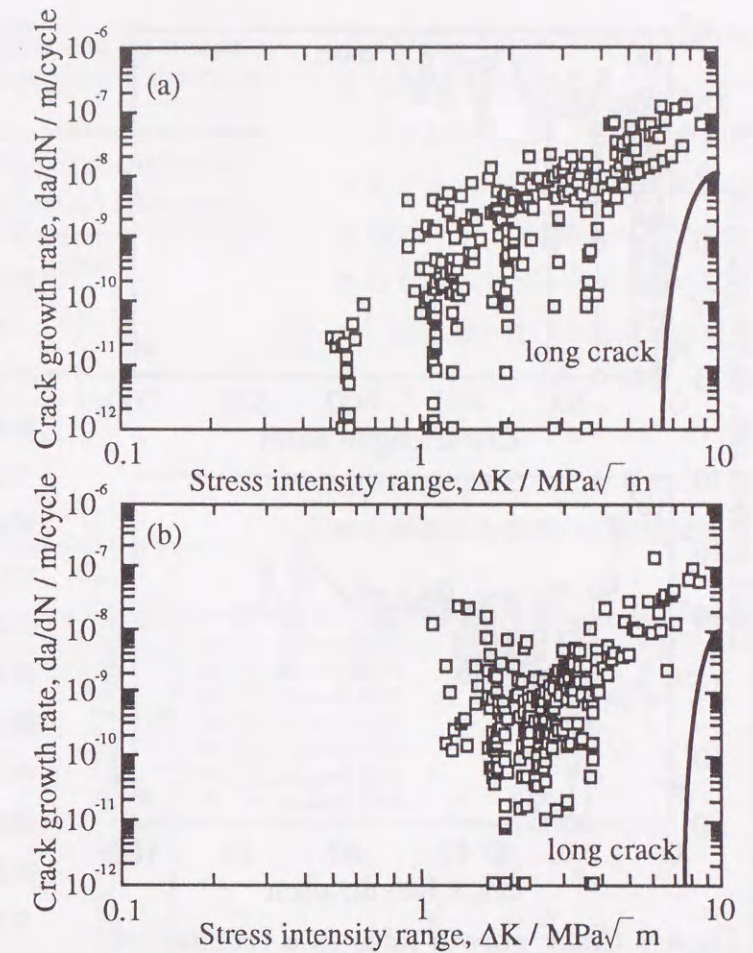 10⁻⁶
(a)
10⁻⁷
10⁻⁸
10⁻⁹
10⁻¹⁰
10⁻¹¹
10⁻¹²
Crack growth rate, da/dN / m/cycle
long crack
0.1
1
10
Stress intensity range, ΔK / MPa√m
10⁻⁶
(b)
10⁻⁷
10⁻⁸
10⁻⁹
10⁻¹⁰
10⁻¹¹
10⁻¹²
Crack growth rate, da/dN / m/cycle
long crack
0.1
1
10
Stress intensity range, ΔK / MPa√m